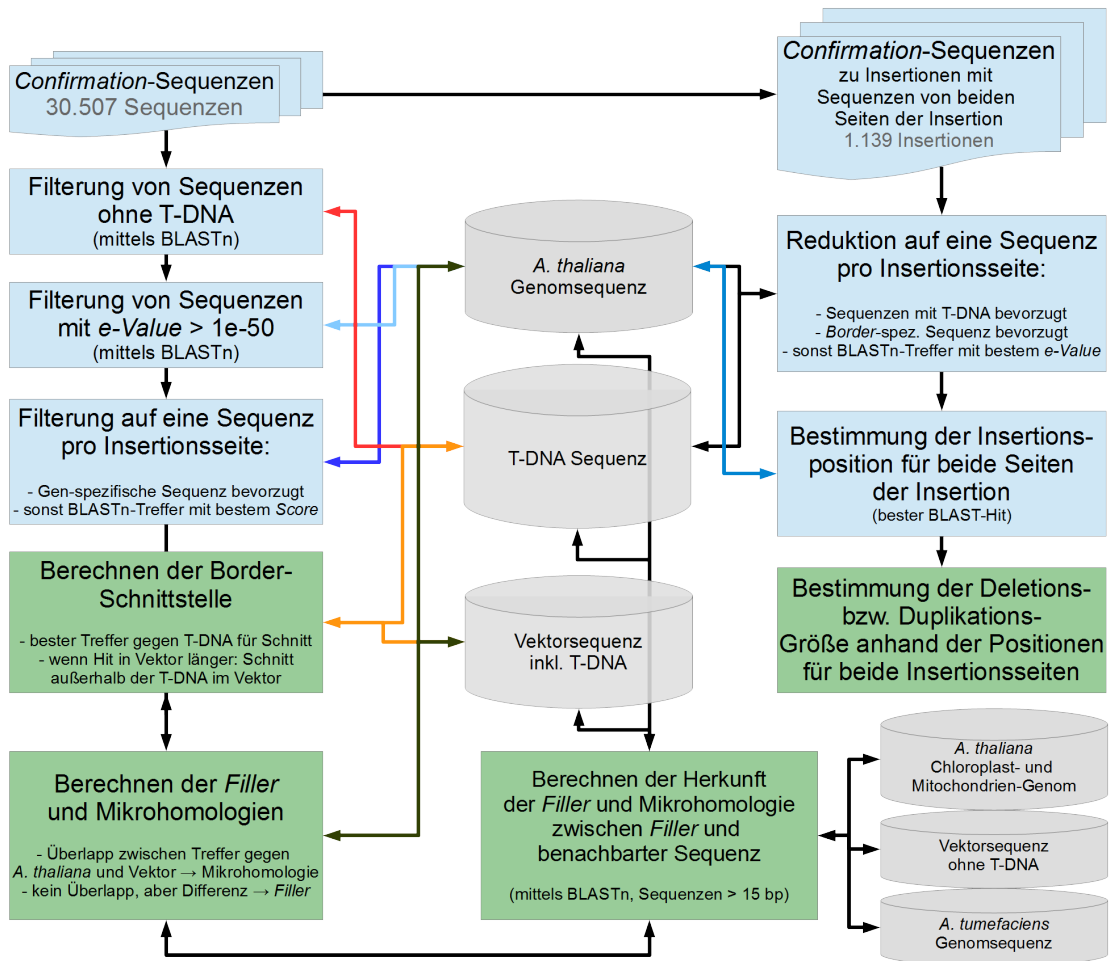 Confirmation-Sequenzen
30.507 Sequenzen
Filterung von Sequenzen
ohne T-DNA
(mittels BLASTn)
Filterung von Sequenzen
mit e-Value > 1e-50
(mittels BLASTn)
Filterung auf eine Sequenz
pro Insertionsseite:
- Gen-spezifische Sequenz bevorzugt
- sonst BLASTn-Treffer mit bestem Score
Berechnen der Border-
Schnittstelle
- bester Treffer gegen T-DNA für Schnitt
- wenn Hit in Vektor länger: Schnitt
außerhalb der T-DNA im Vektor
Berechnen der Filler
und Mikrohomologien
- Überlapp zwischen Treffer gegen
A. thaliana und Vektor → Mikrohomologie
- kein Überlapp, aber Differenz → Filler
A. thaliana
Genomsequenz
T-DNA Sequenz
Vektorsequenz
inkl. T-DNA
Berechnen der Herkunft
der Filler und Mikrohomologie
zwischen Filler und
benachbarter Sequenz
(mittels BLASTn, Sequenzen > 15 bp)
Confirmation-Sequenzen
zu Insertionen mit
Sequenzen von beiden
Seiten der Insertion
1.139 Insertionen
Reduktion auf eine Sequenz
pro Insertionsseite:
- Sequenzen mit T-DNA bevorzugt
- Border-spez. Sequenz bevorzugt
- sonst BLASTn-Treffer mit bestem e-Value
Bestimmung der Insertions-
position für beide Seiten
der Insertion
(bester BLAST-Hit)
Bestimmung der Deletions-
bzw. Duplikations-
Größe anhand der Positionen
für beide Insertionsseiten
A. thaliana
Chloroplast- und
Mitochondrien-Genom
Vektorsequenz
ohne T-DNA
A. tumefaciens
Genomsequenz